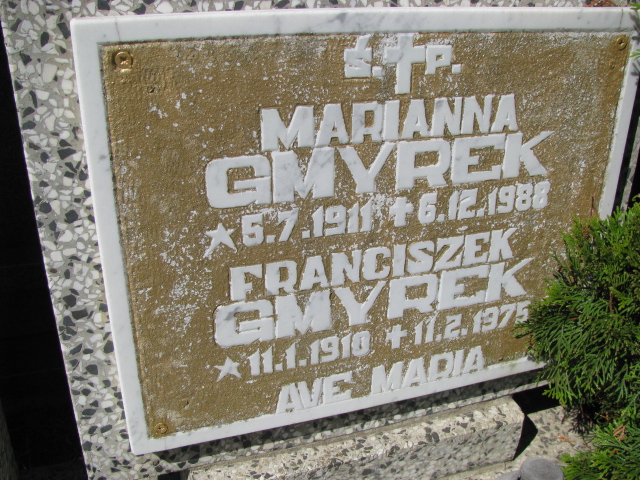 Ś. † P.
MARIANNA
GMYREK
★ 5.7.1911 ✝ 6.12.1988
FRANCISZEK
GMYREK
★ 11.1.1910 ✝ 11.2.1975
AVE MARIA